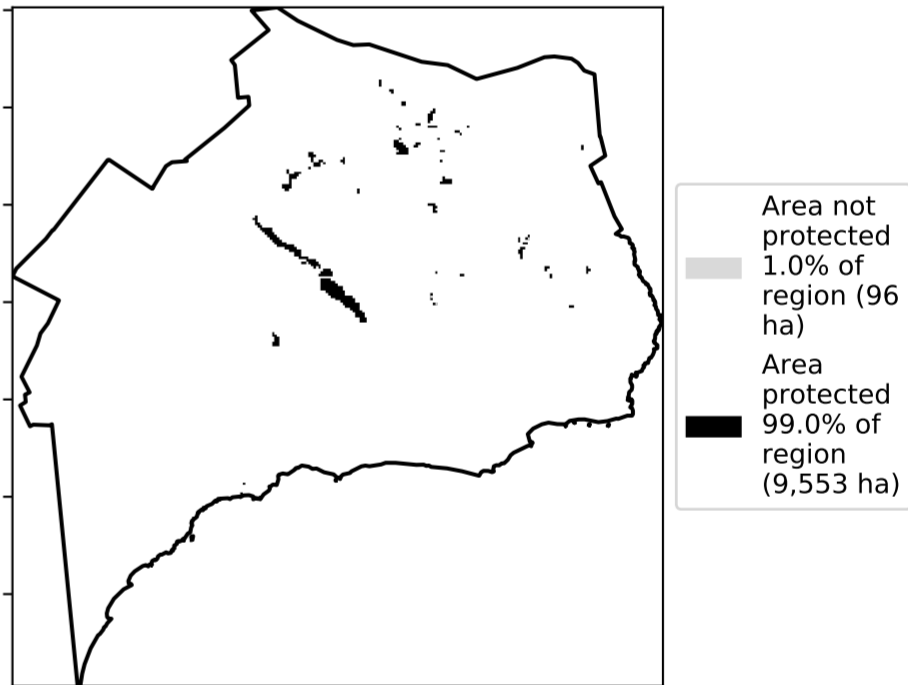 Area not
protected
1.0% of
region (96
ha)
Area
protected
99.0% of
region
(9,553 ha)